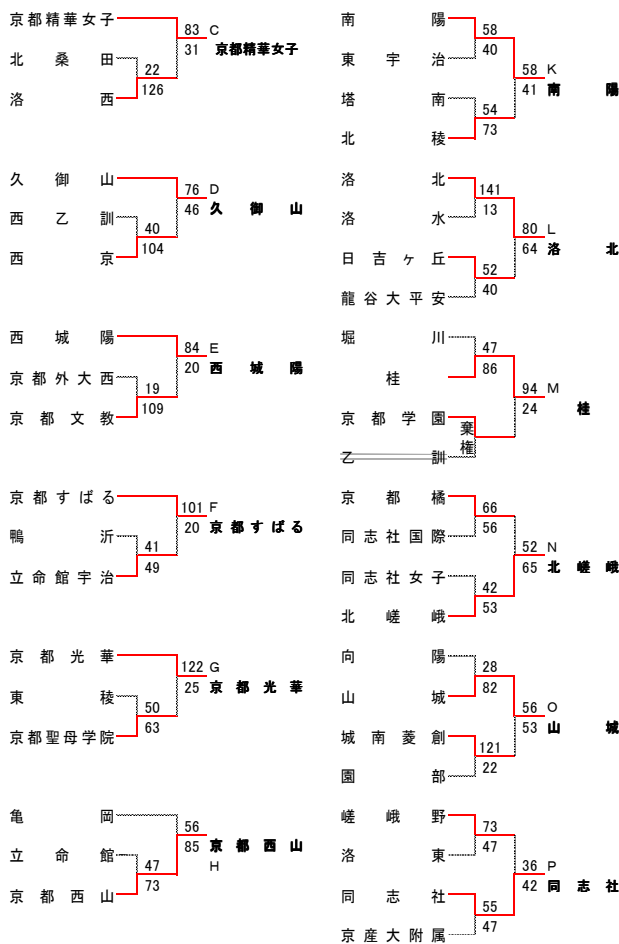 京都精華女子
83 C
31 京都精華女子
北桑田
22
洛西
126
久御山
76 D
46 久御山
西乙訓
40
西京
104
西城陽
84 E
20 西城陽
京都外大西
19
京都文教
109
京都すばる
101 F
20 京都すばる
鴨沂
41
立命館宇治
49
京都光華
122 G
25 京都光華
東稜
50
京都聖母学院
63
亀岡
56
85 京都西山
H
立命館
47
京都西山
73
南陽
58
東宇治
40
58 K
41 南陽
塔南
54
北稜
73
洛北
141
洛水
13
80 L
64 洛北
日吉ヶ丘
52
龍谷大平安
40
堀川
47
桂
86
94 M
24 桂
京都学園
棄権
乙訓
京都橘
66
同志社国際
56
52 N
65 北嵯峨
同志社女子
42
北嵯峨
53
向陽
28
山城
82
56 O
53 山城
城南菱創
121
園部
22
嵯峨野
73
洛東
47
36 P
42 同志社
同志社
55
京産大附属
47